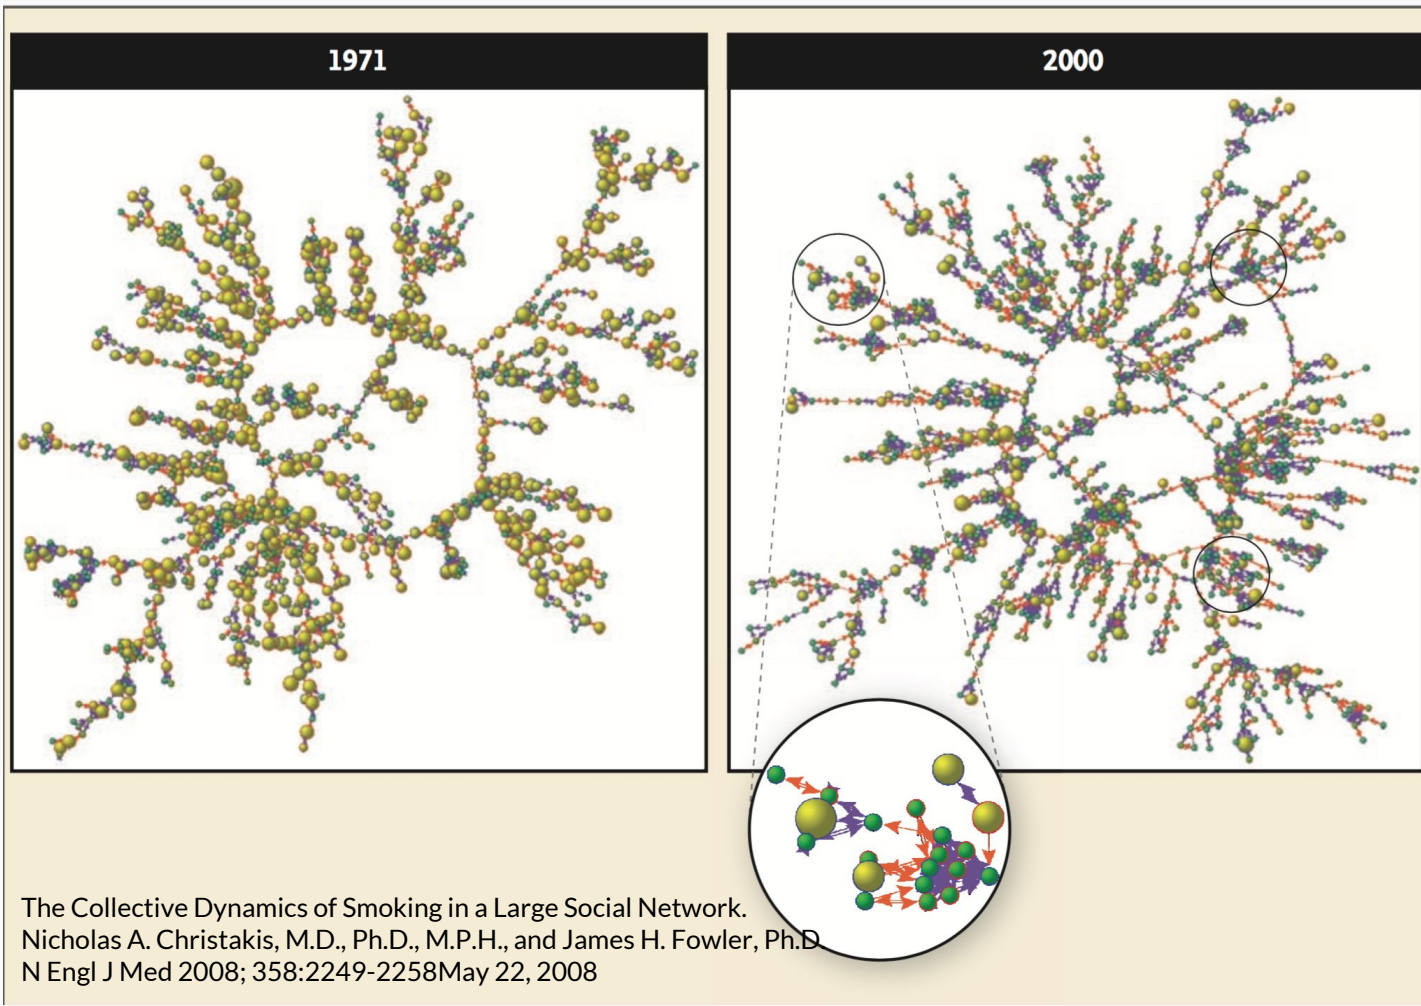 1971
2000
The Collective Dynamics of Smoking in a Large Social Network.
Nicholas A. Christakis, M.D., Ph.D., M.P.H., and James H. Fowler, Ph.D.
N Engl J Med 2008; 358:2249-2258May 22, 2008